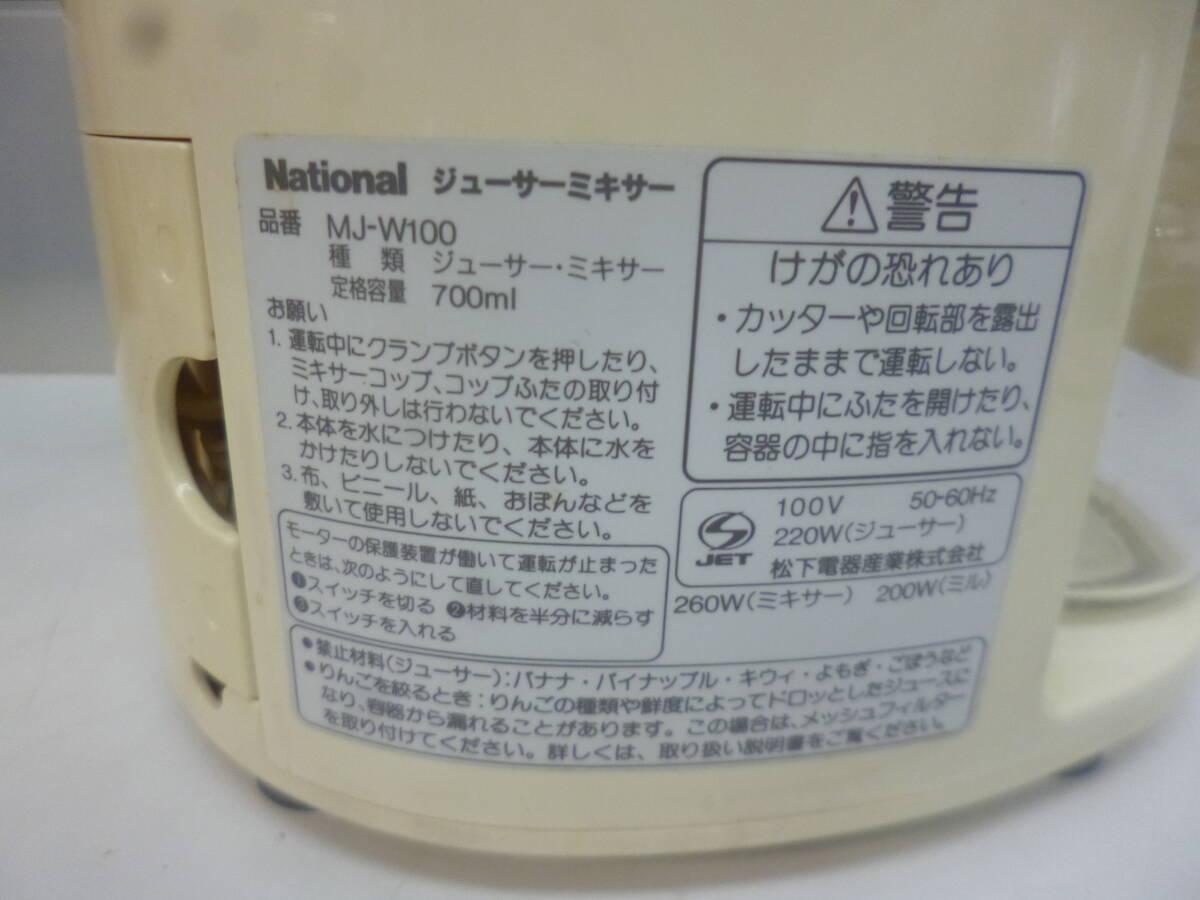 National ジューサーミキサー
品番 MJ-W100
種類 ジューサー・ミキサー
定格容量 700ml
お願い
1. 運転中にクランプボタンを押したり、
ミキサーコップ、コップふたの取り付
け、取り外しは行わないでください。
2. 本体を水につけたり、本体に水を
かけたりしないでください。
3. 布、ビニール、紙、おぼんなどを
敷いて使用しないでください。
モーターの保護装置が働いて運転が止まった
ときは、次のようにして直してください。
❶スイッチを切る ❷材料を半分に減らす
❸スイッチを入れる
⚠警告
けがの恐れあり
・カッターや回転部を露出
したままで運転しない。
・運転中にふたを開けたり、
容器の中に指を入れない。
JET
100V 50-60Hz
220W(ジューサー)
松下電器産業株式会社
260W(ミキサー) 200W(ミル)
●禁止材料(ジューサー):バナナ・パイナップル・キウィ・よもぎ・ごぼうなど
●りんごを絞るとき:りんごの種類や鮮度によってドロッとしたジュースに
なり、容器から漏れることがあります。この場合は、メッシュフィルター
を取り付けてください。詳しくは、取り扱い説明書をご覧ください。